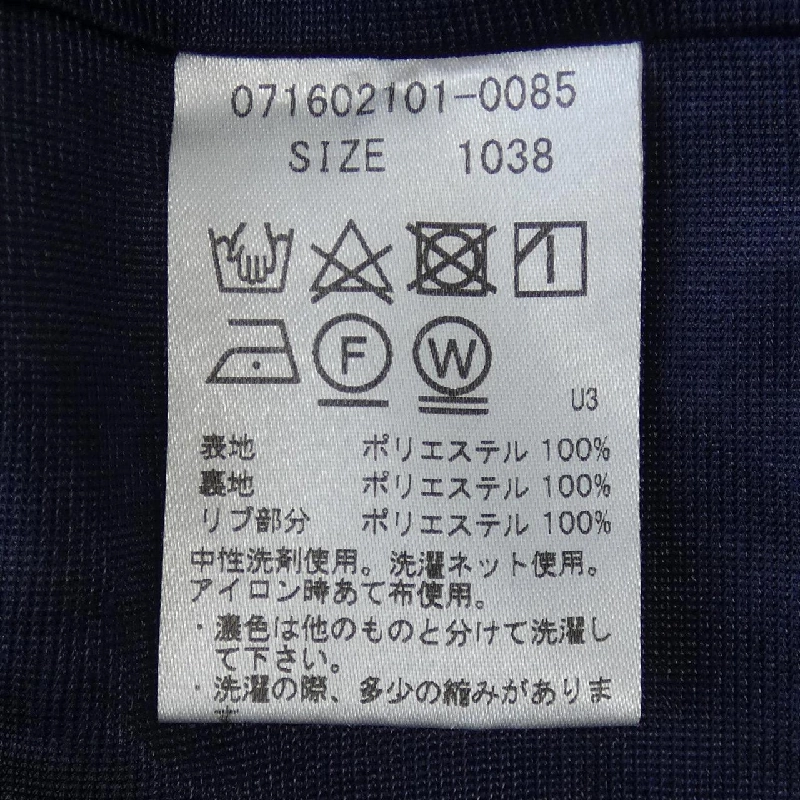 071602101-0085
SIZE 1038
F W
U3
表地 ポリエステル 100%
裏地 ポリエステル 100%
リブ部分 ポリエステル 100%
中性洗剤使用。洗濯ネット使用。
アイロン時あて布使用。
・濃色は他のものと分けて洗濯し
て下さい。
・洗濯の際、多少の縮みがありま
す